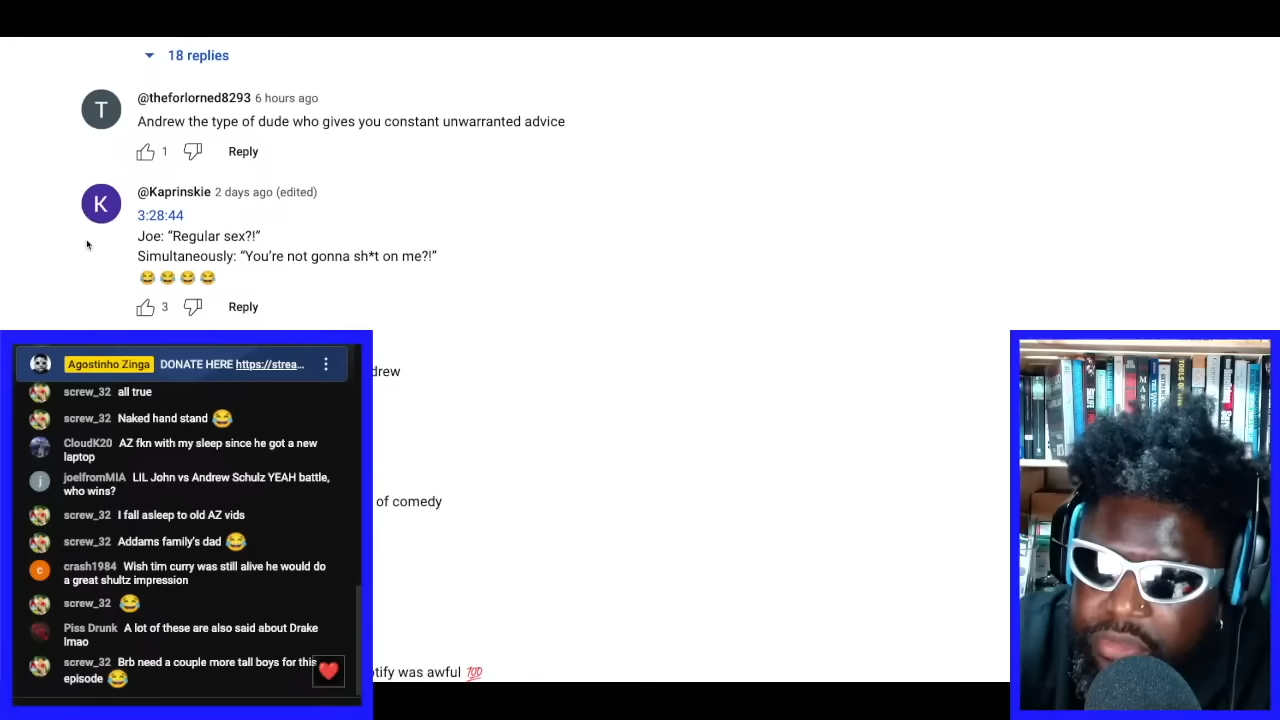 18 replies
T
@theforlorned8293 6 hours ago
Andrew the type of dude who gives you constant unwarranted advice
1 Reply
K
@Kaprinskie 2 days ago (edited)
3:28:44
Joe: “Regular sex?!”
Simultaneously: “You’re not gonna sh*t on me?!”
😂 😂 😂 😂
3 Reply
drew
of comedy
tify was awful 💯
Agostinho Zinga DONATE HERE https://strea...
screw_32 all true
screw_32 Naked hand stand 😂
CloudK20 AZ fkn with my sleep since he got a new
laptop
j
joelfromMIA LIL John vs Andrew Schulz YEAH battle,
who wins?
screw_32 I fall asleep to old AZ vids
screw_32 Addams family's dad 😂
c
crash1984 Wish tim curry was still alive he would do
a great shultz impression
screw_32 😂
Piss Drunk A lot of these are also said about Drake
lmao
screw_32 Brb need a couple more tall boys for this
episode 😂